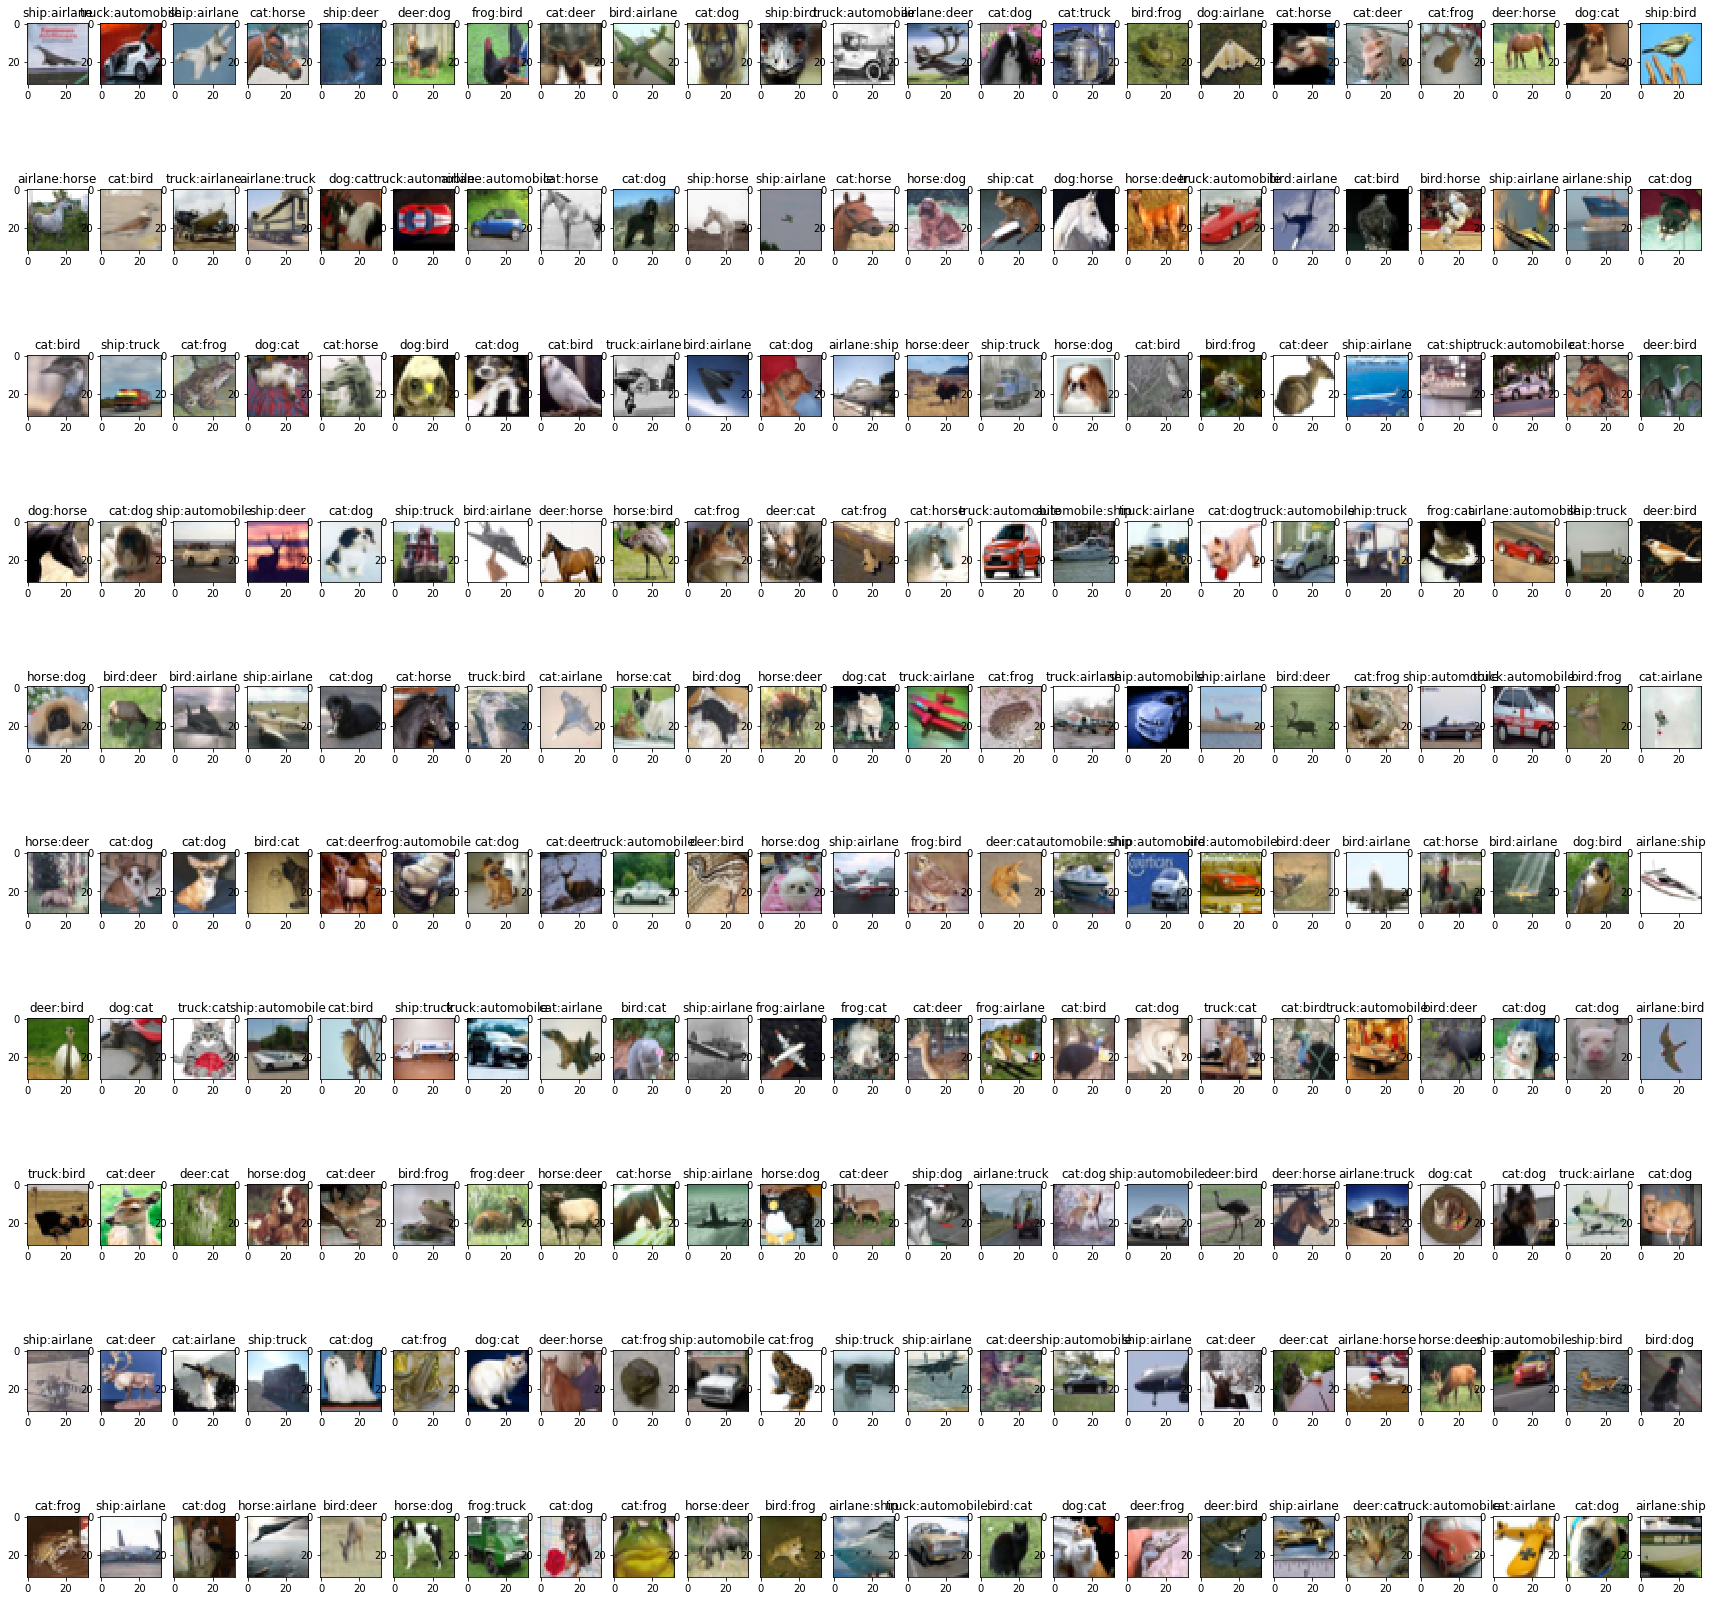 ship:airlane truck:automobile ship:airlane cat:horse ship:deer deer:dog frog:bird cat:deer bird:airlane cat:dog ship:bird truck:automobile airlane:deer cat:dog cat:truck bird:frog dog:airlane cat:horse cat:deer cat:frog deer:horse dog:cat ship:bird
airlane:horse cat:bird truck:airlane airlane:truck dog:cat truck:automobile airlane:automobile cat:horse cat:dog ship:horse ship:airlane cat:horse horse:dog ship:cat dog:horse horse:deer truck:automobile bird:airlane cat:bird bird:horse ship:airlane airlane:ship cat:dog
cat:bird ship:truck cat:frog dog:cat cat:horse dog:bird cat:dog cat:bird truck:airlane bird:airlane cat:dog airlane:ship horse:deer ship:truck horse:dog cat:bird bird:frog cat:deer ship:airlane cat:ship truck:automobile cat:horse deer:bird
dog:horse cat:dog ship:automobile ship:deer cat:dog ship:truck bird:airlane deer:horse horse:bird cat:frog deer:cat cat:frog cat:horse truck:automobile automobile:ship truck:airlane cat:dog truck:automobile ship:truck frog:cat airlane:automobile ship:truck deer:bird
horse:dog bird:deer bird:airlane ship:airlane cat:dog cat:horse truck:bird cat:airlane horse:cat bird:dog horse:deer dog:cat truck:airlane cat:frog truck:airlane ship:automobile ship:airlane bird:deer cat:frog ship:automobile truck:automobile bird:frog cat:airlane
horse:deer cat:dog cat:dog bird:cat cat:deer frog:automobile cat:dog cat:deer truck:automobile deer:bird horse:dog ship:airlane frog:bird deer:cat automobile:ship ship:automobile bird:automobile bird:deer bird:airlane cat:horse bird:airlane dog:bird airlane:ship
deer:bird dog:cat truck:cat ship:automobile cat:bird ship:truck truck:automobile cat:airlane bird:cat ship:airlane frog:airlane frog:cat cat:deer frog:airlane cat:bird cat:dog truck:cat cat:bird truck:automobile bird:deer cat:dog cat:dog airlane:bird
truck:bird cat:deer deer:cat horse:dog cat:deer bird:frog frog:deer horse:deer cat:horse ship:airlane horse:dog cat:deer ship:dog airlane:truck cat:dog ship:automobile deer:bird deer:horse airlane:truck dog:cat cat:dog truck:airlane cat:dog
ship:airlane cat:deer cat:airlane ship:truck cat:dog cat:frog dog:cat deer:horse cat:frog ship:automobile cat:frog ship:truck ship:airlane cat:deer ship:automobile ship:airlane cat:deer deer:cat airlane:horse horse:deer ship:automobile ship:bird bird:dog
cat:frog ship:airlane cat:dog horse:airlane bird:deer horse:dog frog:truck cat:dog cat:frog horse:deer bird:frog airlane:ship truck:automobile bird:cat dog:cat deer:frog deer:bird ship:airlane deer:cat truck:automobile cat:airlane cat:dog airlane:ship